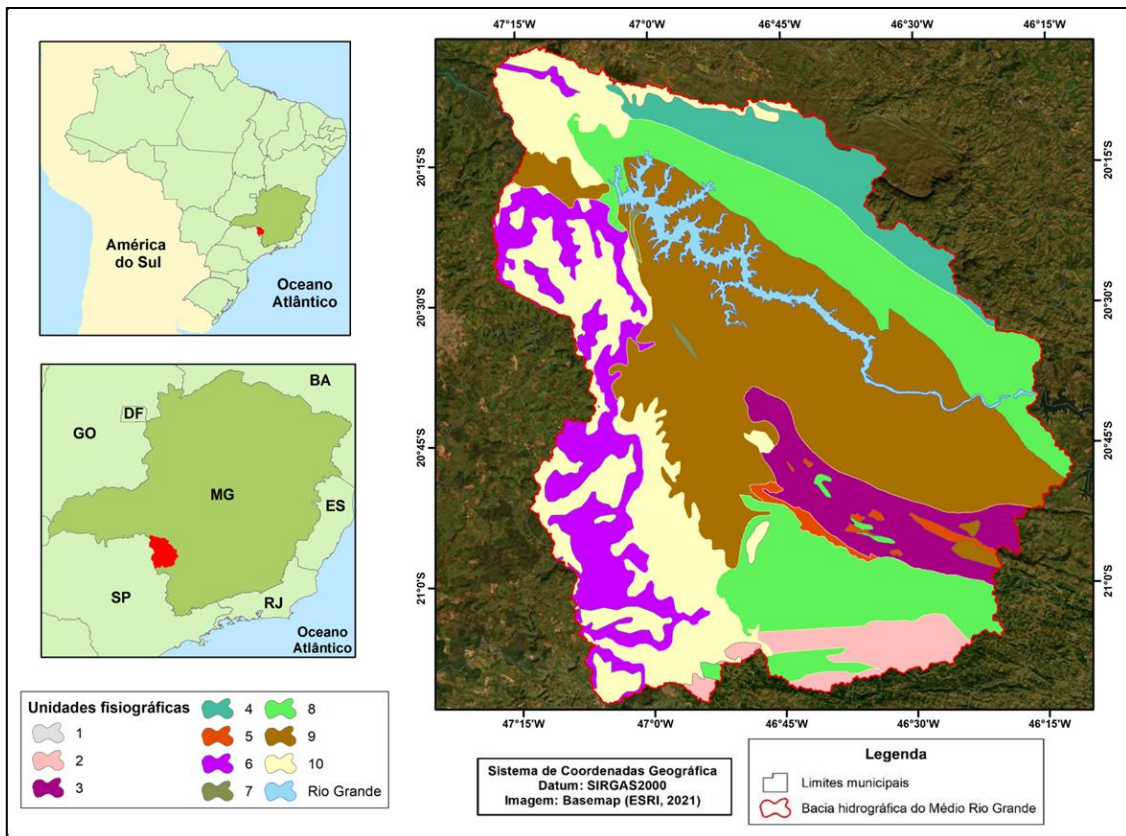 América
do Sul
Oceano
Atlântico
BA
DF
GO
MG
ES
SP
RJ
Oceano
Atlântico
Unidades fisiográficas
1
2
3
4
5
6
7
8
9
10
Rio Grande
47°15'W
47°0'W
46°45'W
46°30'W
46°15'W
20°15'S
20°30'S
20°45'S
21°0'S
20°15'S
20°30'S
20°45'S
21°0'S
47°15'W
47°0'W
46°45'W
46°30'W
46°15'W
Sistema de Coordenadas Geográfica
Datum: SIRGAS2000
Imagem: Basemap (ESRI, 2021)
Legenda
Limites municipais
Bacia hidrográfica do Médio Rio Grande